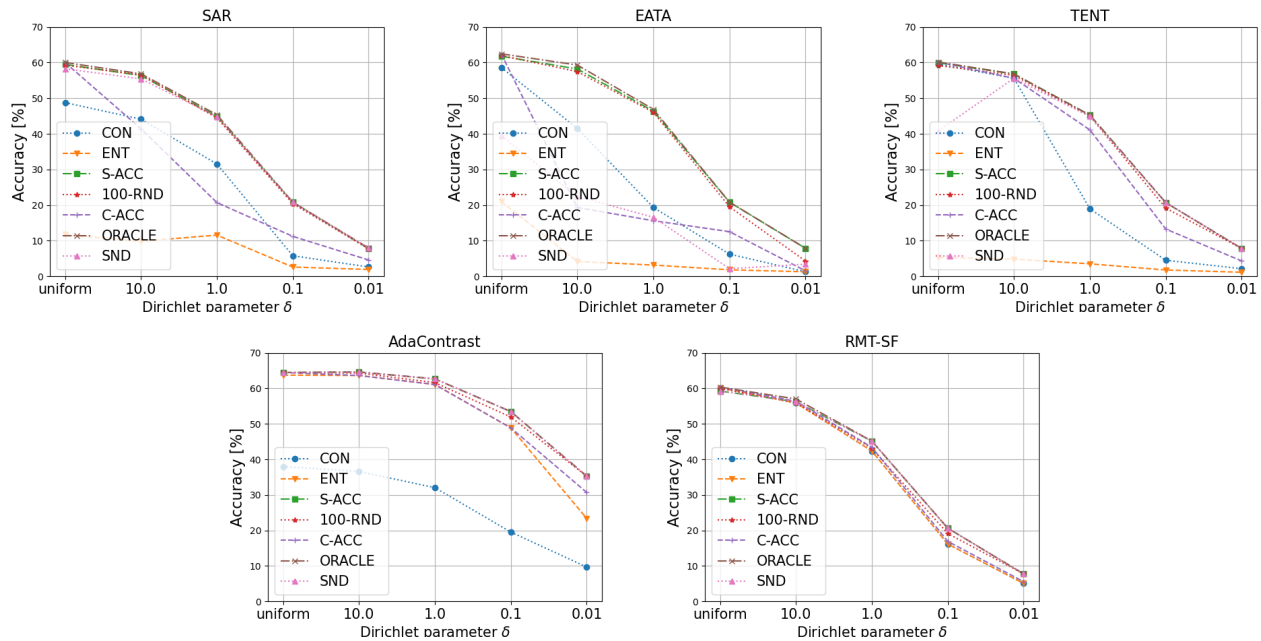 SAR
Accuracy [%]
70
60
50
40
30
20
10
0
CON
ENT
S-ACC
100-RND
C-ACC
ORACLE
SND
uniform 10.0 1.0 0.1 0.01
Dirichlet parameter δ
EATA
Accuracy [%]
70
60
50
40
30
20
10
0
CON
ENT
S-ACC
100-RND
C-ACC
ORACLE
SND
uniform 10.0 1.0 0.1 0.01
Dirichlet parameter δ
TENT
Accuracy [%]
70
60
50
40
30
20
10
0
CON
ENT
S-ACC
100-RND
C-ACC
ORACLE
SND
uniform 10.0 1.0 0.1 0.01
Dirichlet parameter δ
AdaContrast
Accuracy [%]
70
60
50
40
30
20
10
0
CON
ENT
S-ACC
100-RND
C-ACC
ORACLE
SND
uniform 10.0 1.0 0.1 0.01
Dirichlet parameter δ
RMT-SF
Accuracy [%]
70
60
50
40
30
20
10
0
CON
ENT
S-ACC
100-RND
C-ACC
ORACLE
SND
uniform 10.0 1.0 0.1 0.01
Dirichlet parameter δ